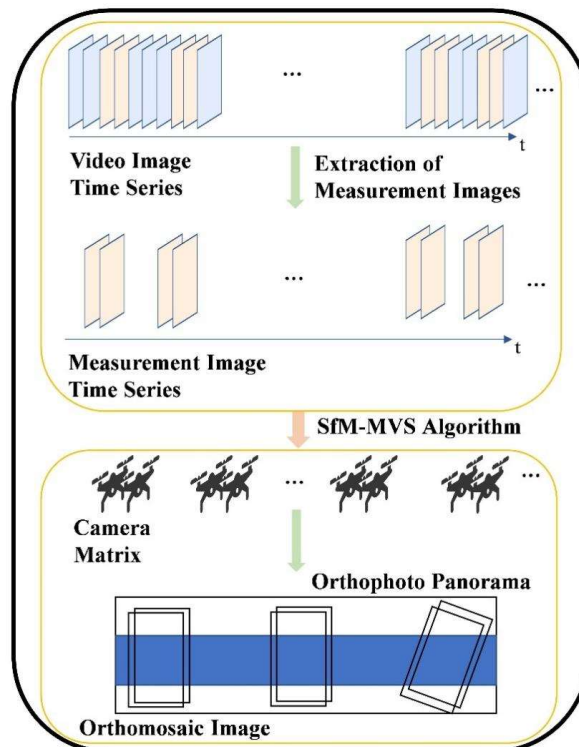 ...
...
t
Video Image
Time Series
Extraction of
Measurement Images
...
...
t
Measurement Image
Time Series
SfM-MVS Algorithm
...
...
Camera
Matrix
Orthophoto Panorama
Orthomosaic Image